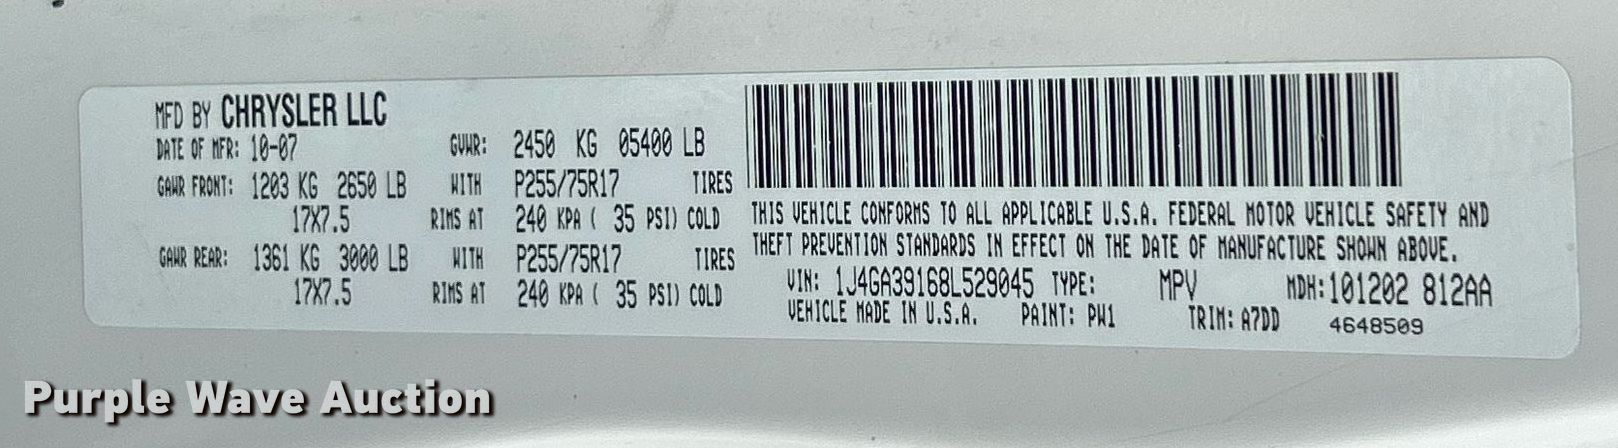 MFD BY CHRYSLER LLC
DATE OF MFR: 10-07 GVWR: 2450 KG 05400 LB
GAWR FRONT: 1203 KG 2650 LB WITH P255/75R17 TIRES
17X7.5 RIMS AT 240 KPA ( 35 PSI) COLD
GAWR REAR: 1361 KG 3000 LB WITH P255/75R17 TIRES
17X7.5 RIMS AT 240 KPA ( 35 PSI) COLD
THIS VEHICLE CONFORMS TO ALL APPLICABLE U.S.A. FEDERAL MOTOR VEHICLE SAFETY AND
THEFT PREVENTION STANDARDS IN EFFECT ON THE DATE OF MANUFACTURE SHOWN ABOVE.
VIN: 1J4GA39168L529045 TYPE: MPV MDH:101202 812AA
VEHICLE MADE IN U.S.A. PAINT: PW1 TRIM: A7DD 4648509
Purple Wave Auction